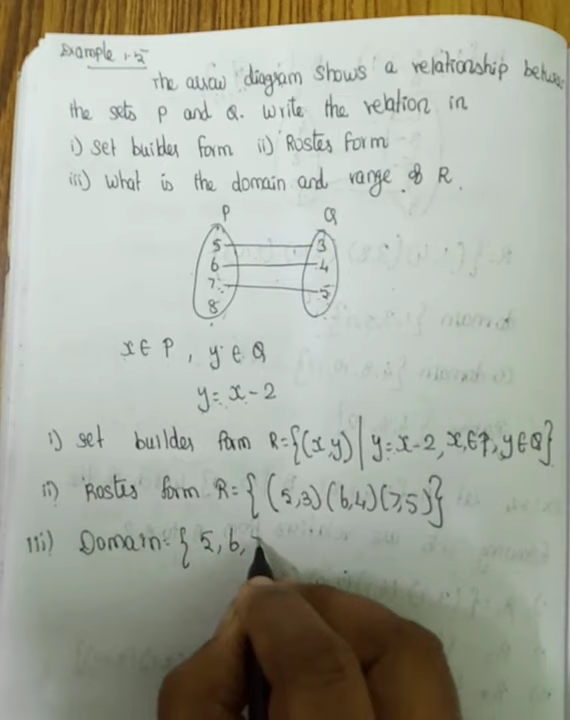 Example 1.5
The arrow diagram shows a relationship between
the sets P and Q. Write the relation in
i) Set builder form ii) Roster form
iii) What is the domain and range of R.
P Q
5 3
6 4
7 5
8
x ∈ P, y ∈ Q
y = x - 2
i) set builder form R = {(x,y) | y = x-2, x ∈ P, y ∈ Q}
ii) Roster form R = {(5,3)(6,4)(7,5)}
iii) Domain = { 5, 6,